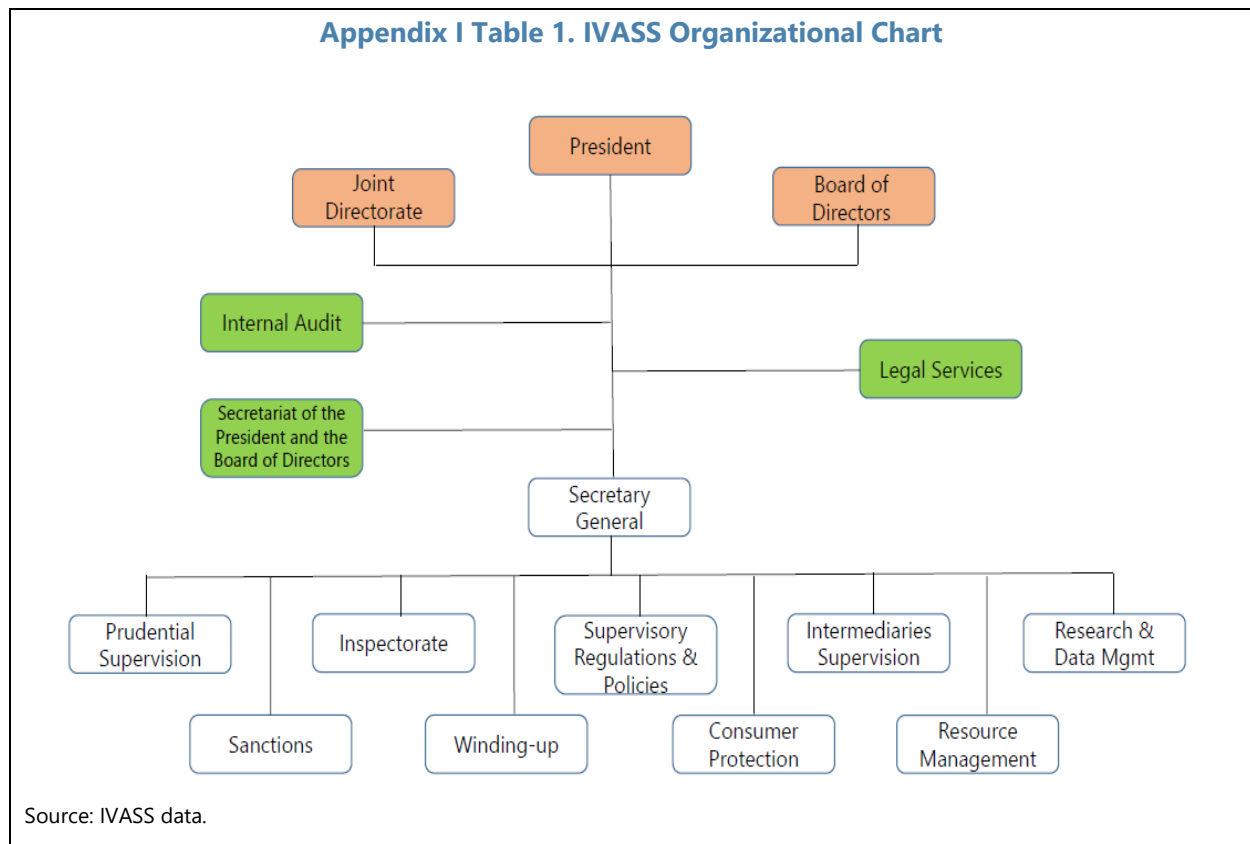 Appendix I Table 1. IVASS Organizational Chart
President
Joint
Directorate
Board of
Directors
Internal Audit
Legal Services
Secretariat of the
President and the
Board of Directors
Secretary
General
Prudential
Supervision
Inspectorate
Supervisory
Regulations &
Policies
Intermediaries
Supervision
Research &
Data Mgmt
Sanctions
Winding-up
Consumer
Protection
Resource
Management
Source: IVASS data.